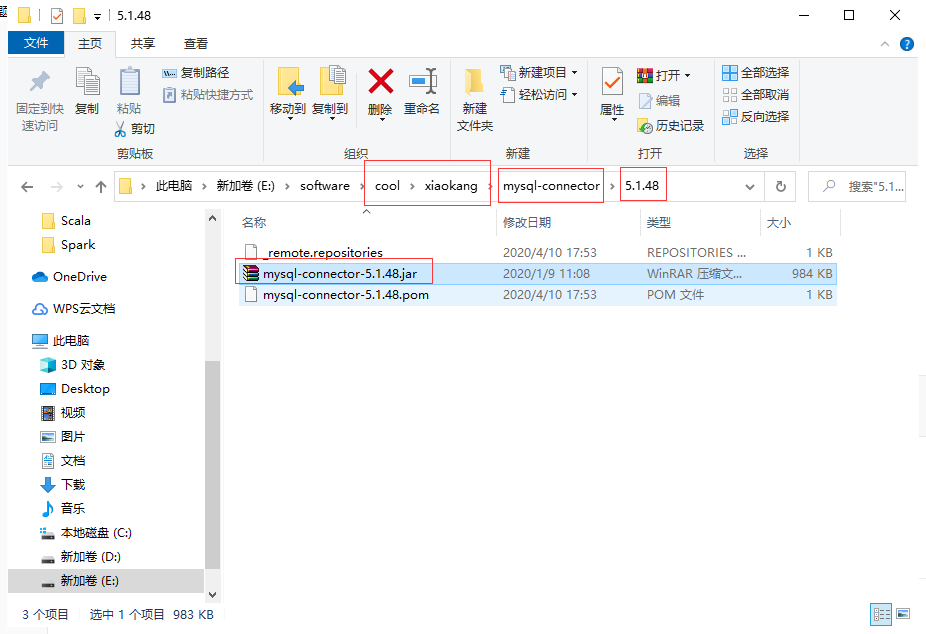 题
5.1.48
文件 主页 共享 查看
固定到快速访问
复制
粘贴
复制路径
粘贴快捷方式
剪切
剪贴板
移动到
复制到
删除
重命名
组织
新建文件夹
新建项目
轻松访问
新建
属性
打开
编辑
历史记录
打开
全部选择
全部取消
反向选择
选择
此电脑 > 新加卷 (E:) > software > cool > xiaokang > mysql-connector > 5.1.48
搜索"5.1...
名称 修改日期 类型 大小
_remote.repositories 2020/4/10 17:53 REPOSITORIES ... 1 KB
mysql-connector-5.1.48.jar 2020/1/9 11:08 WinRAR 压缩文... 984 KB
mysql-connector-5.1.48.pom 2020/4/10 17:53 POM 文件 1 KB
Scala
Spark
OneDrive
WPS云文档
此电脑
3D 对象
Desktop
视频
图片
文档
下载
音乐
本地磁盘 (C:)
新加卷 (D:)
新加卷 (E:)
3 个项目 选中 1 个项目 983 KB